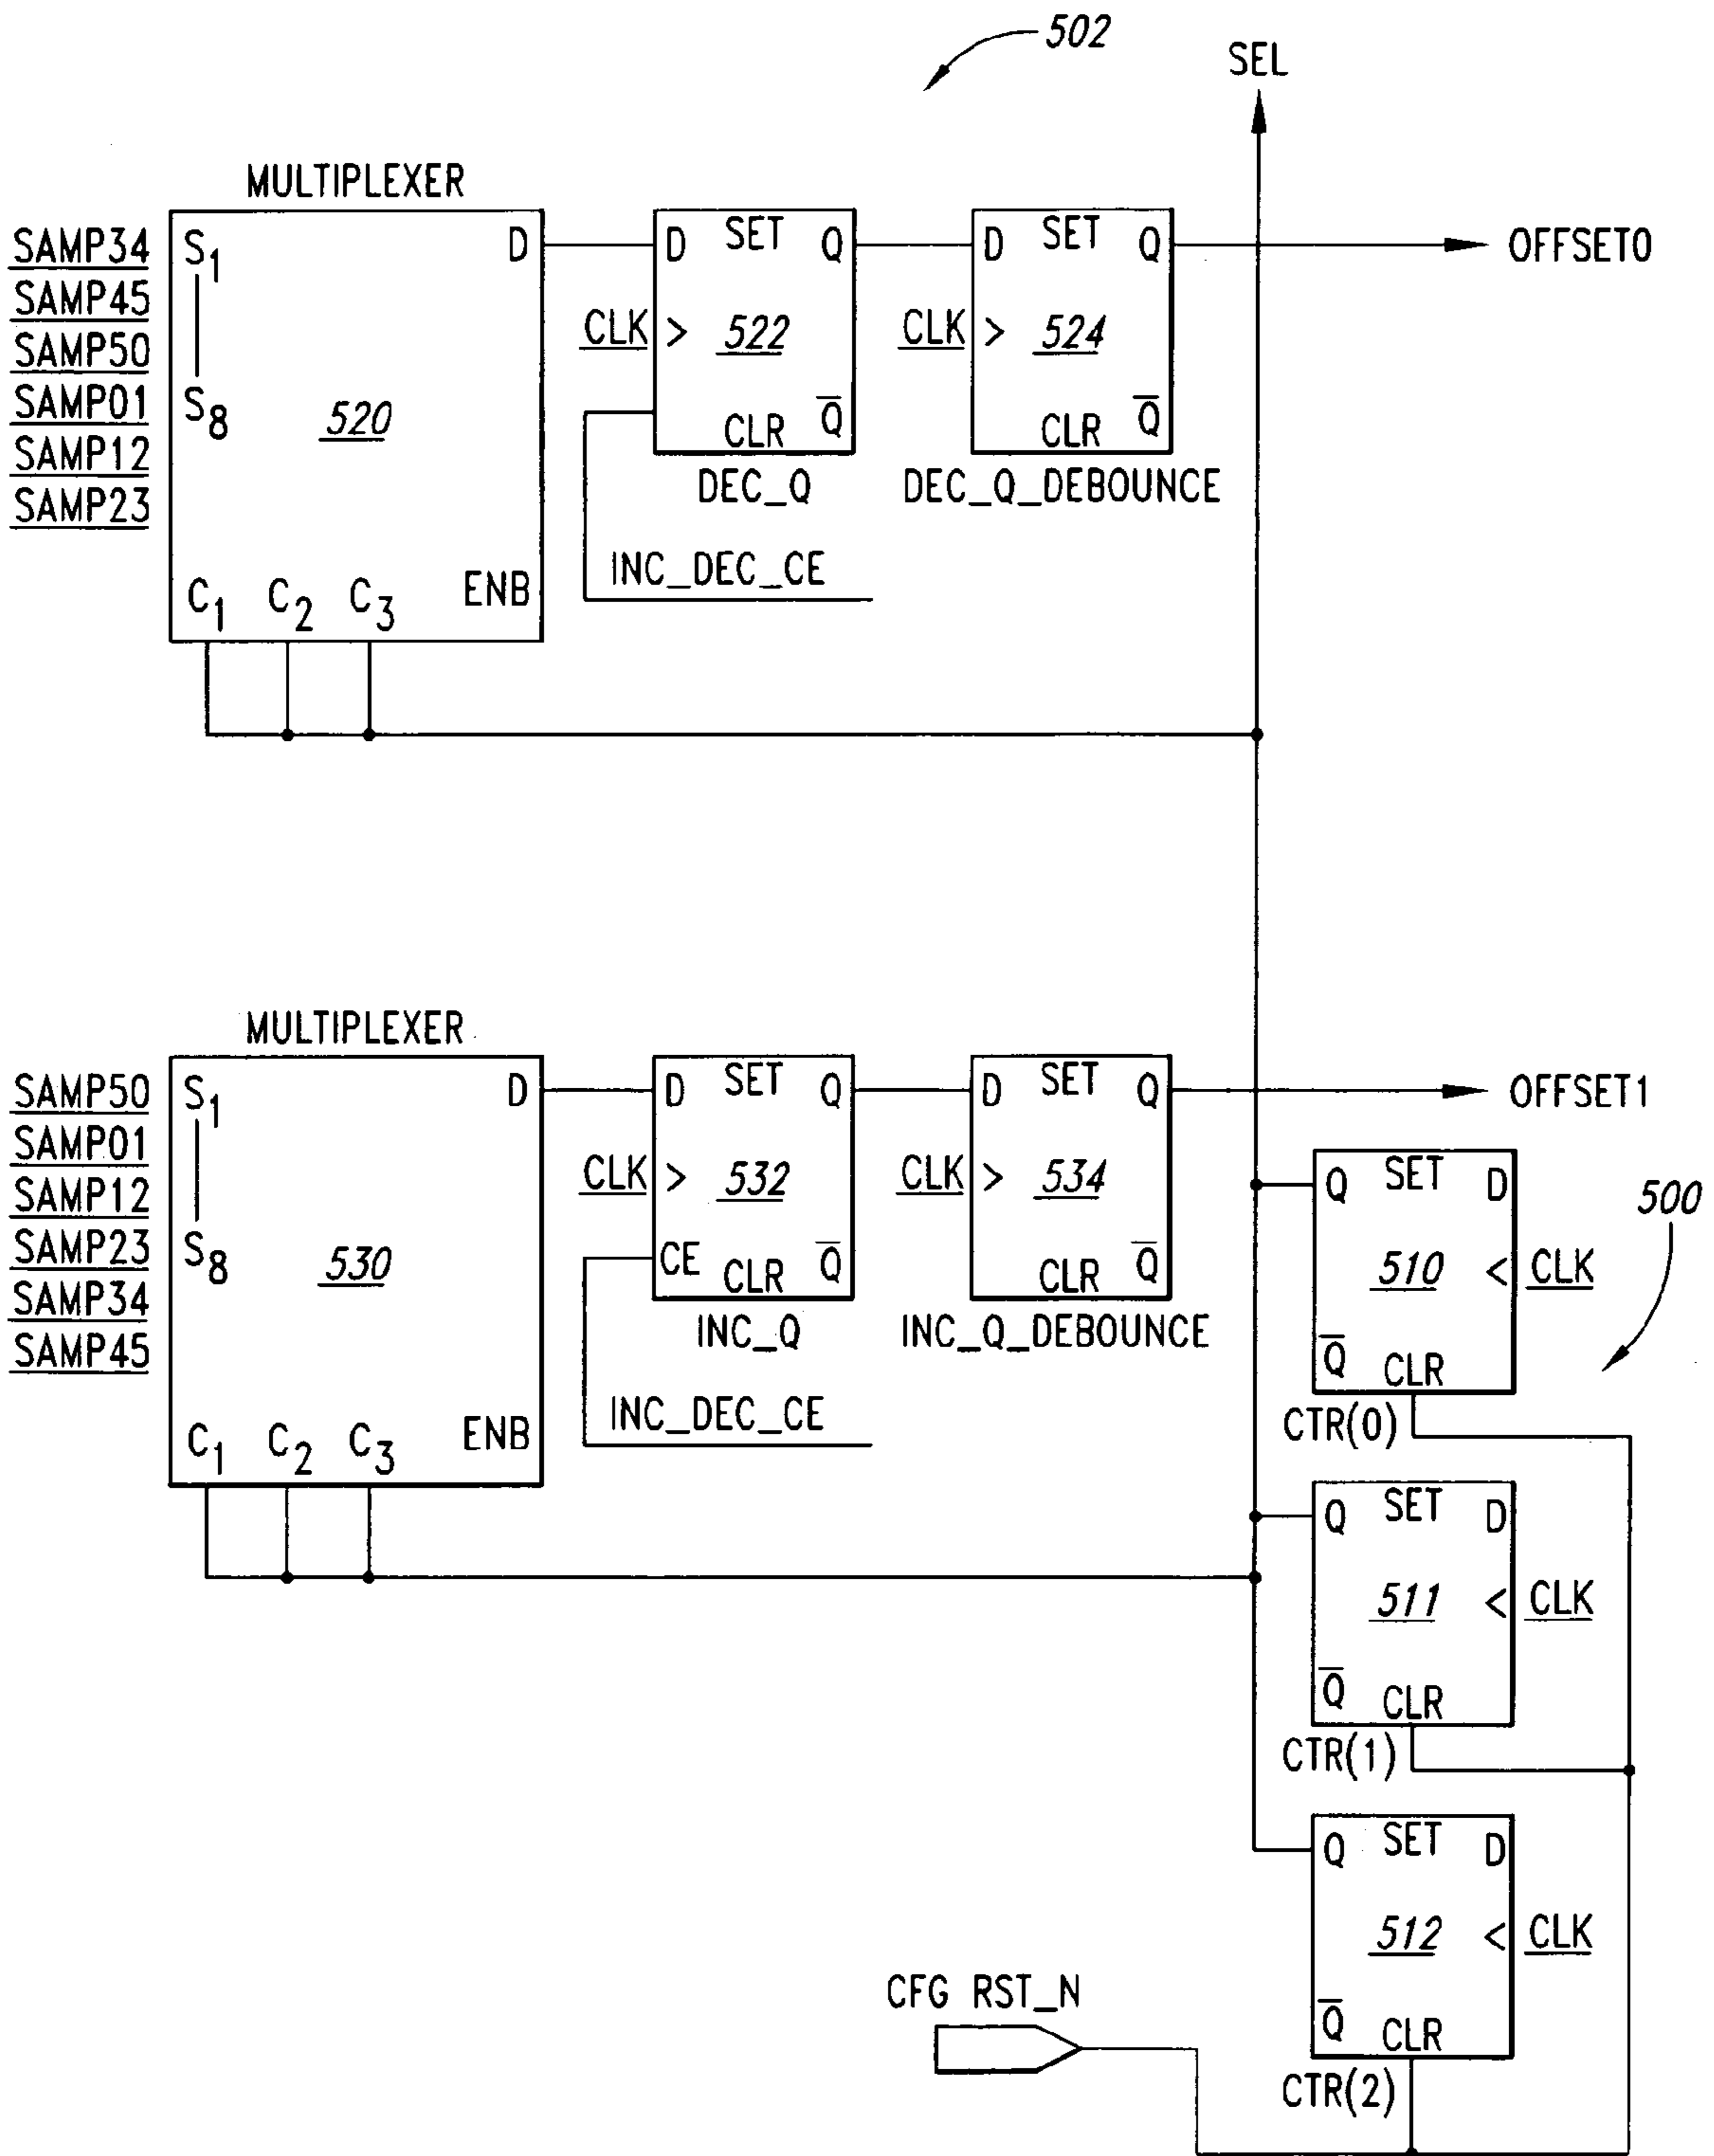 502
SEL
MULTIPLEXER
SAMP34
SAMP45
SAMP50
SAMP01
SAMP12
SAMP23
S1
S8
520
D
C1 C2 C3 ENB
D SET Q
CLK > 522
CLR Q̅
DEC_Q
INC_DEC_CE
D SET Q
CLK > 524
CLR Q̅
DEC_Q_DEBOUNCE
OFFSET0
MULTIPLEXER
SAMP50
SAMP01
SAMP12
SAMP23
SAMP34
SAMP45
S1
S8
530
D
C1 C2 C3 ENB
D SET Q
CLK > 532
CE CLR Q̅
INC_Q
INC_DEC_CE
D SET Q
CLK > 534
CLR Q̅
INC_Q_DEBOUNCE
OFFSET1
500
Q SET D
510 < CLK
Q̅ CLR
CTR(0)
Q SET D
511 < CLK
Q̅ CLR
CTR(1)
Q SET D
512 < CLK
Q̅ CLR
CTR(2)
CFG RST_N